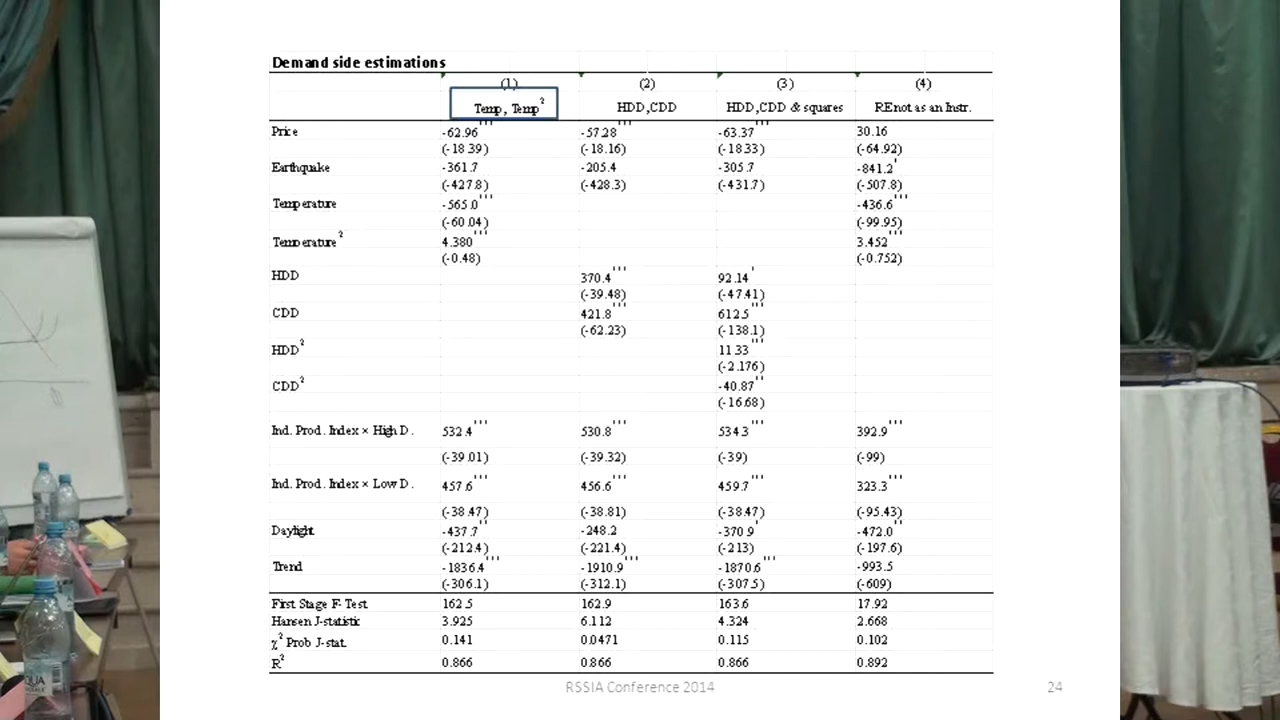 Demand side estimations
(1) (2) (3) (4)
Temp, Temp² HDD,CDD HDD,CDD & squares RE not as an Instr.
Price -62.96''' -57.28''' -63.37''' 30.16
(-18.39) (-18.16) (-18.33) (-64.92)
Earthquake -361.7 -205.4 -305.7 -841.2'
(-427.8) (-428.3) (-431.7) (-507.8)
Temperature -565.0''' -436.6'''
(-60.04) (-99.95)
Temperature² 4.380''' 3.452'''
(-0.48) (-0.752)
HDD 370.4''' 92.14'
(-39.48) (-47.41)
CDD 421.8''' 612.5'''
(-62.23) (-138.1)
HDD² 11.33'''
(-2.176)
CDD² -40.87''
(-16.68)
Ind. Prod. Index × High D. 532.4''' 530.8''' 534.3''' 392.9'''
(-39.01) (-39.32) (-39) (-99)
Ind. Prod. Index × Low D. 457.6''' 456.6''' 459.7''' 323.3'''
(-38.47) (-38.81) (-38.47) (-95.43)
Daylight -437.7'' -248.2 -370.9' -472.0''
(-212.4) (-221.4) (-213) (-197.6)
Trend -1836.4''' -1910.9''' -1870.6''' -993.5
(-306.1) (-312.1) (-307.5) (-609)
First Stage F-Test 162.5 162.9 163.6 17.92
Hansen J-statistic 3.925 6.112 4.324 2.668
χ² Prob J-stat. 0.141 0.0471 0.115 0.102
R² 0.866 0.866 0.866 0.892
RSSIA Conference 2014 24